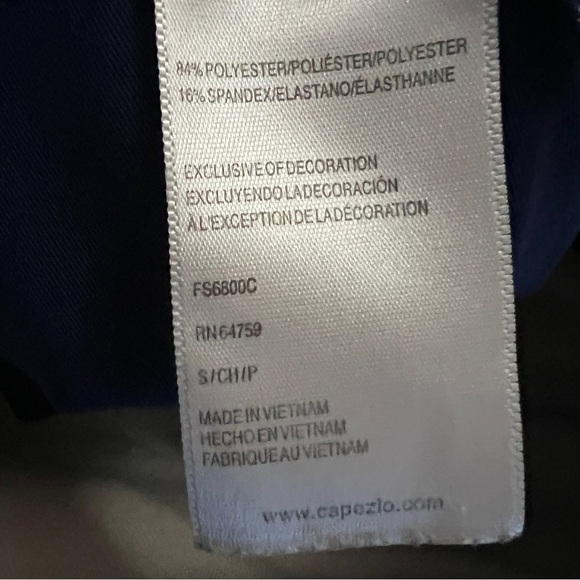 84% POLYESTER/POLIÉSTER/POLYESTER
16% SPANDEX/ELASTANO/ÉLASTHANNE
EXCLUSIVE OF DECORATION
EXCLUYENDO LA DECORACIÓN
À L'EXCEPTION DE LA DÉCORATION
FS6800C
RN 64759
S/CH/P
MADE IN VIETNAM
HECHO EN VIETNAM
FABRIQUE AU VIETNAM
www.capezio.com